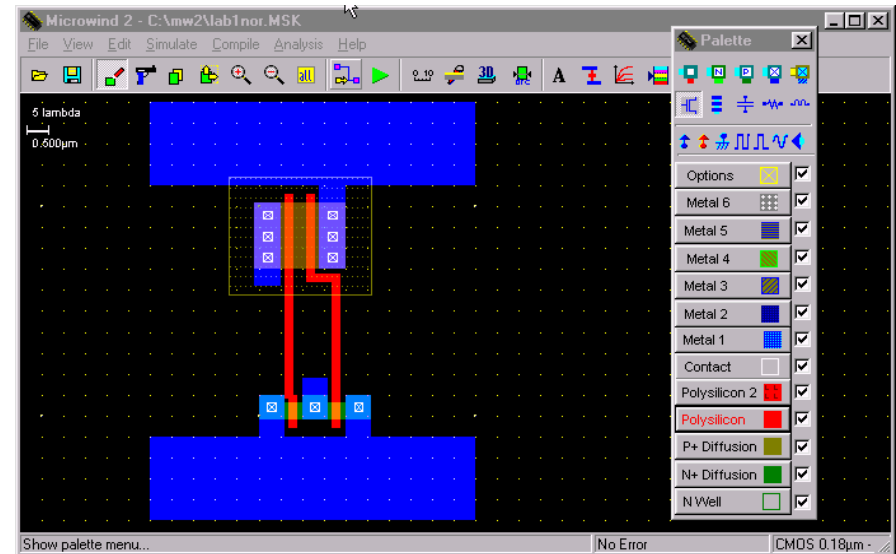 Microwind 2 - C:\mw2\lab1nor.MSK
File View Edit Simulate Compile Analysis Help
Palette
5 lambda
0.500µm
Options
Metal 6
Metal 5
Metal 4
Metal 3
Metal 2
Metal 1
Contact
Polysilicon 2
Polysilicon
P+ Diffusion
N+ Diffusion
N Well
Show palette menu...
No Error
CMOS 0.18µm -